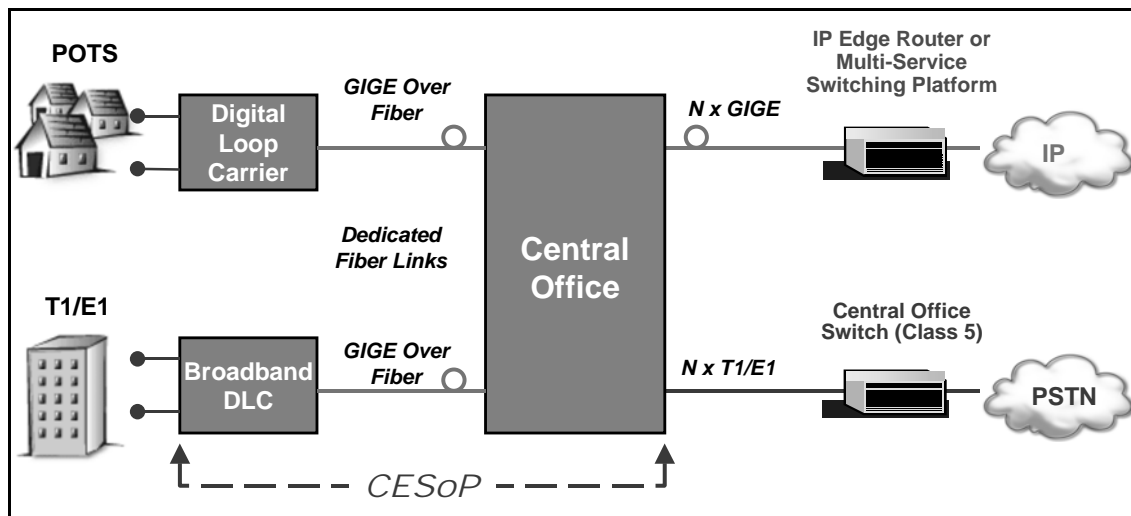 POTS
Digital
Loop
Carrier
GIGE Over
Fiber
Dedicated
Fiber Links
T1/E1
Broadband
DLC
GIGE Over
Fiber
Central
Office
N x GIGE
IP Edge Router or
Multi-Service
Switching Platform
IP
N x T1/E1
Central Office
Switch (Class 5)
PSTN
CESoP